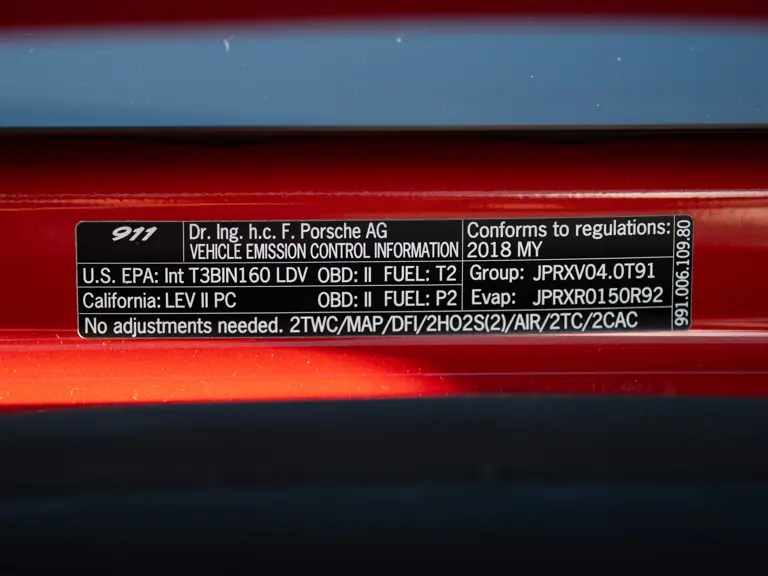 911
Dr. Ing. h.c. F. Porsche AG
VEHICLE EMISSION CONTROL INFORMATION
Conforms to regulations:
2018 MY
U.S. EPA: Int T3BIN160 LDV OBD: II FUEL: T2
California: LEV II PC OBD: II FUEL: P2
Group: JPRXV04.0T91
Evap: JPRXR0150R92
No adjustments needed. 2TWC/MAP/DFI/2HO2S(2)/AIR/2TC/2CAC
991.006.109.80